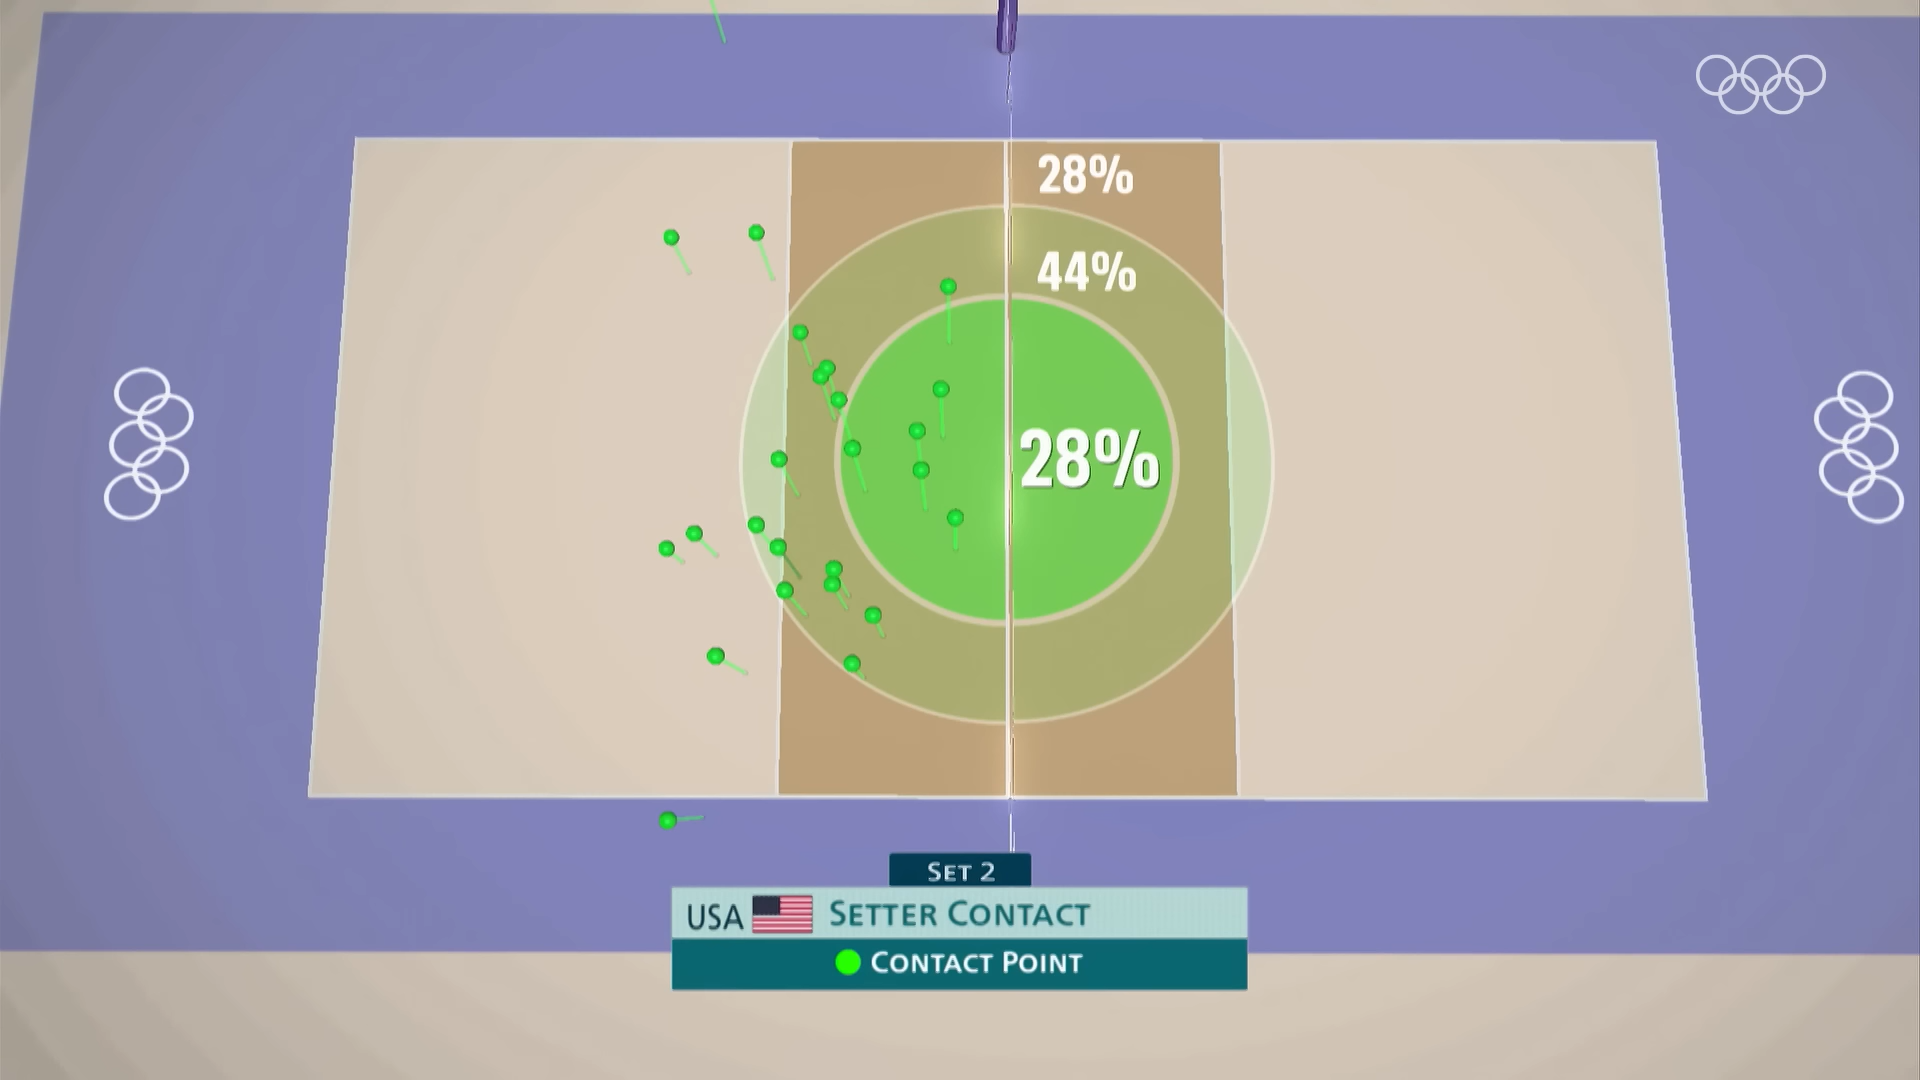 28%
44%
28%
SET 2
USA SETTER CONTACT
CONTACT POINT